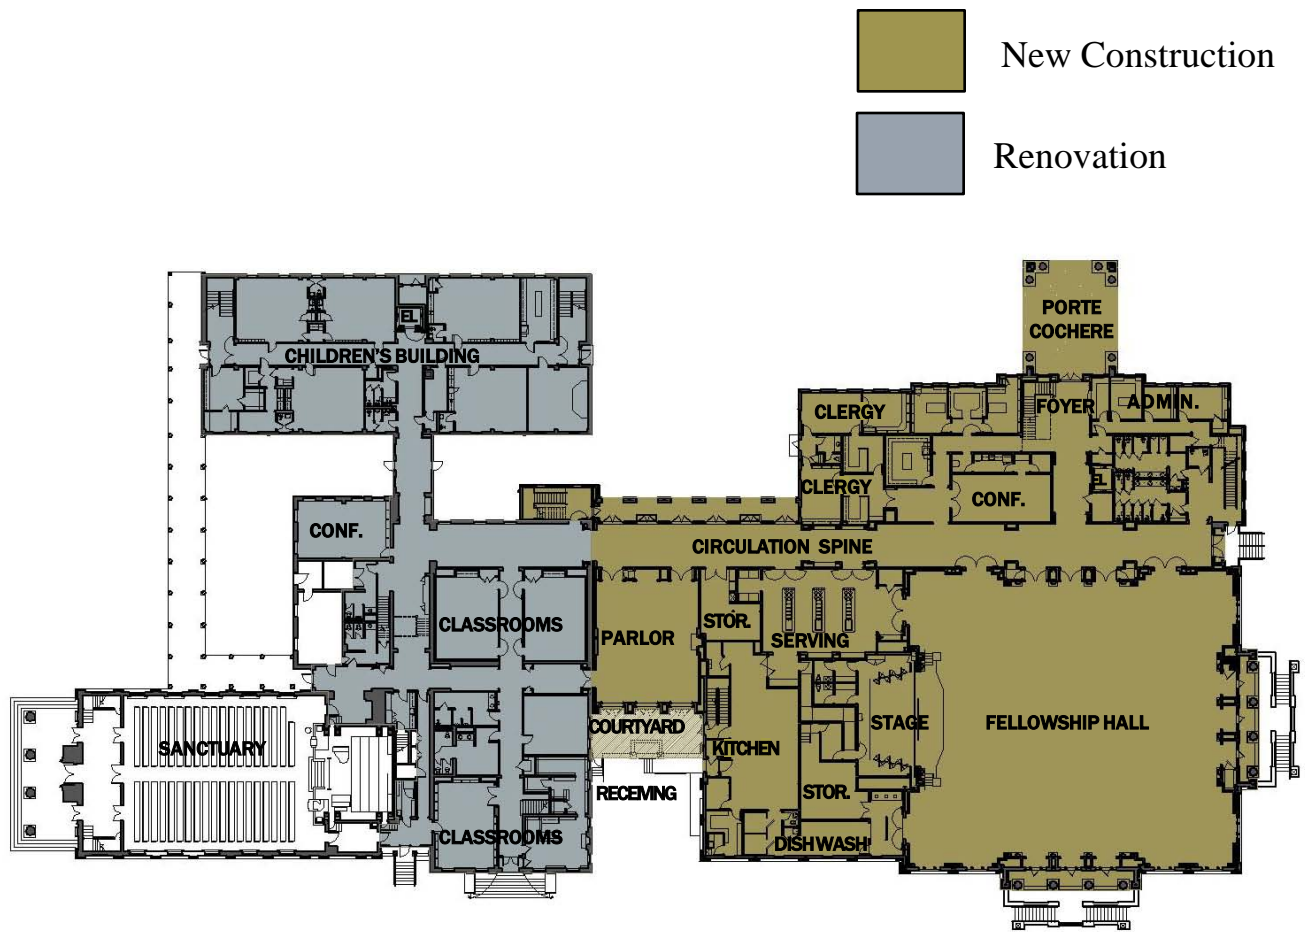 New Construction
Renovation
PORTE
COCHERE
EL
CHILDREN'S BUILDING
CLERGY
FOYER
ADMIN.
CLERGY
CONF.
EL
CONF.
CIRCULATION SPINE
CLASSROOMS
PARLOR
STOR.
SERVING
SANCTUARY
COURTYARD
KITCHEN
STAGE
FELLOWSHIP HALL
RECEIVING
STOR.
CLASSROOMS
DISHWASH